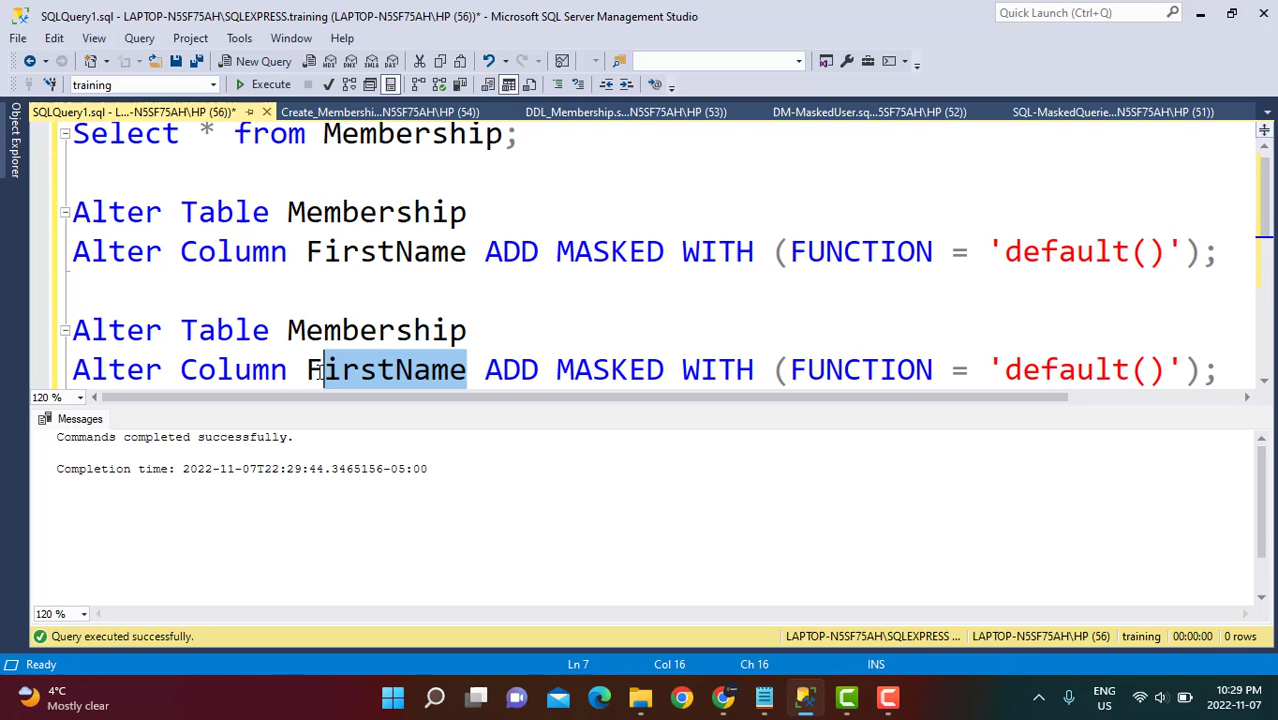 SQLQuery1.sql - LAPTOP-N5SF75AH\SQLEXPRESS.training (LAPTOP-N5SF75AH\HP (56))* - Microsoft SQL Server Management Studio
Quick Launch (Ctrl+Q)
File Edit View Query Project Tools Window Help
New Query
training
Execute
SQLQuery1.sql - L...-N5SF75AH\HP (56))* Create_Membershi...N5SF75AH\HP (54)) DDL_Membership.s...N5SF75AH\HP (53)) DM-MaskedUser.sq...5SF75AH\HP (52)) SQL-MaskedQuerie...N5SF75AH\HP (51))
Object Explorer
Select * from Membership;
Alter Table Membership
Alter Column FirstName ADD MASKED WITH (FUNCTION = 'default()');
Alter Table Membership
Alter Column FirstName ADD MASKED WITH (FUNCTION = 'default()');
120 %
Messages
Commands completed successfully.
Completion time: 2022-11-07T22:29:44.3465156-05:00
120 %
Query executed successfully. LAPTOP-N5SF75AH\SQLEXPRESS ... LAPTOP-N5SF75AH\HP (56) training 00:00:00 0 rows
Ready Ln 7 Col 16 Ch 16 INS
4°C
Mostly clear
ENG
US
10:29 PM
2022-11-07